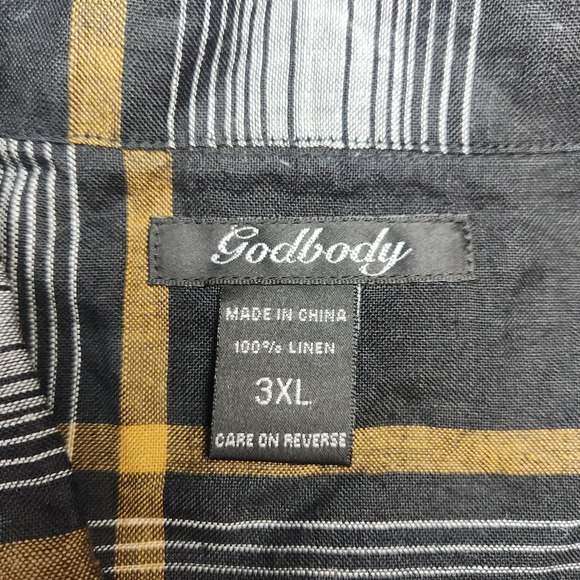 Godbody
MADE IN CHINA
100% LINEN
3XL
CARE ON REVERSE